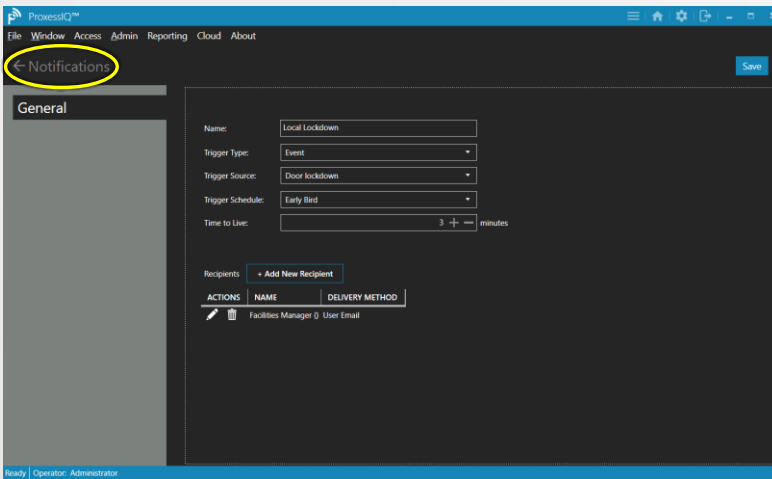 ProxessIQ™
File Window Access Admin Reporting Cloud About
Notifications
Save
General
Name: Local Lockdown
Trigger Type: Event
Trigger Source: Door lockdown
Trigger Schedule: Early Bird
Time to Live: 3 + − minutes
Recipients + Add New Recipient
ACTIONS NAME DELIVERY METHOD
Facilities Manager () User Email
Ready Operator: Administrator